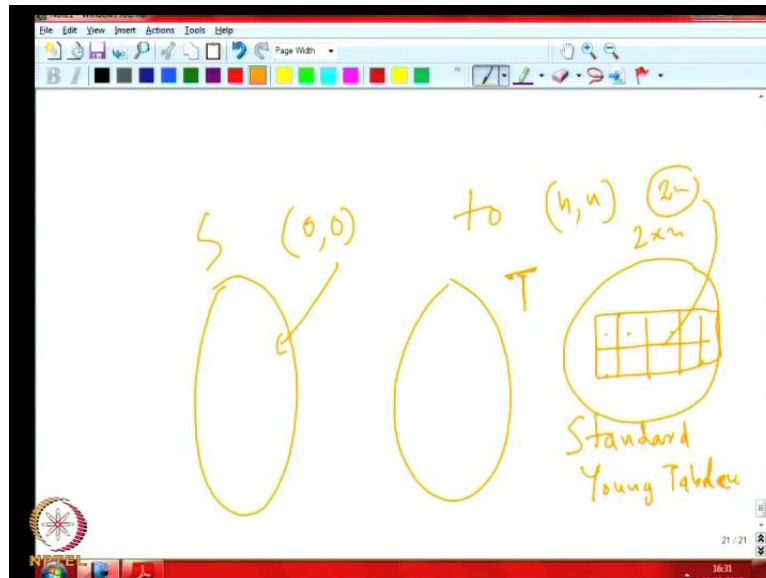 File Edit View Insert Actions Tools Help
Page Width
B I
S (0,0) to (n,n) 2n
2×n
T
Standard
Young Tableu
21 / 21
NPTEL
16:31